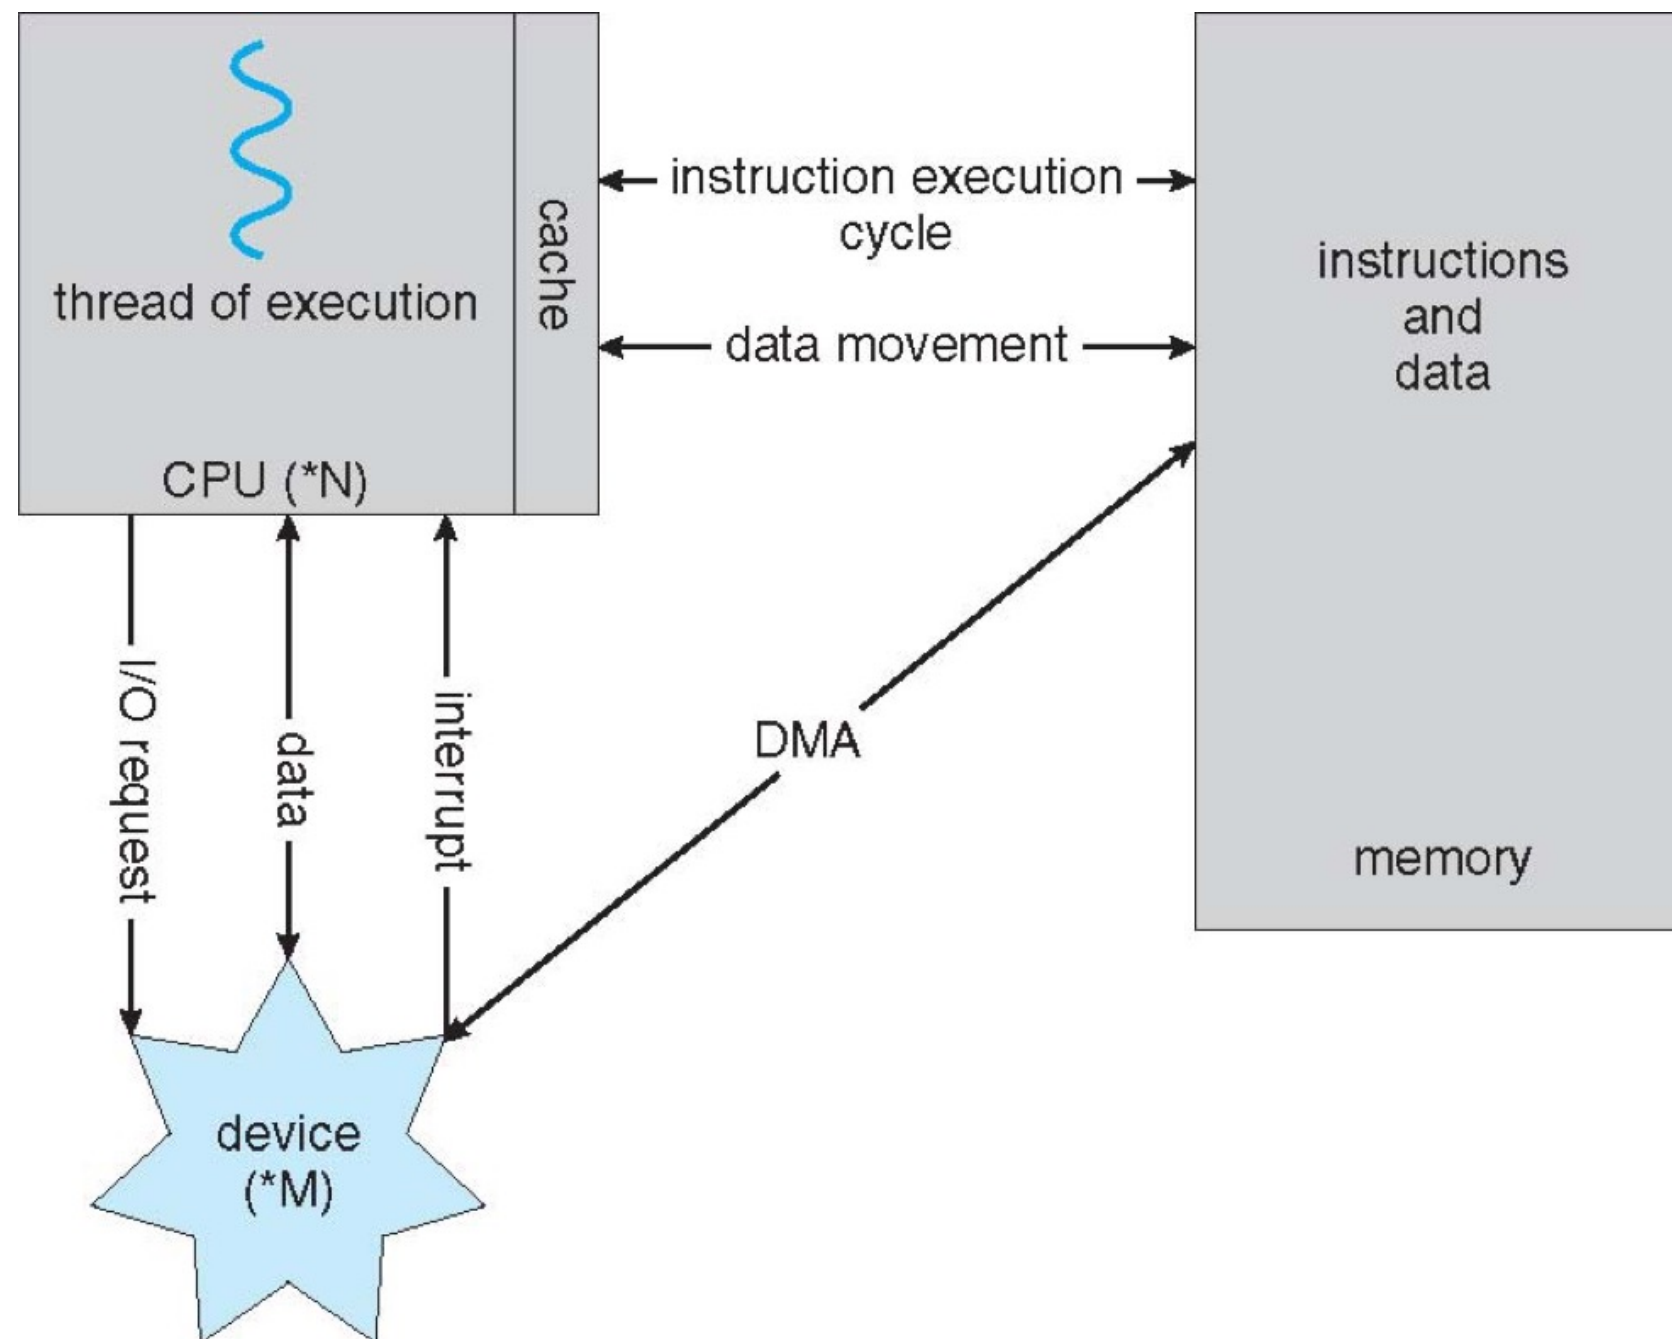 thread of execution
CPU (*N)
cache
instruction execution
cycle
data movement
instructions
and
data
memory
I/O request
data
interrupt
DMA
device
(*M)